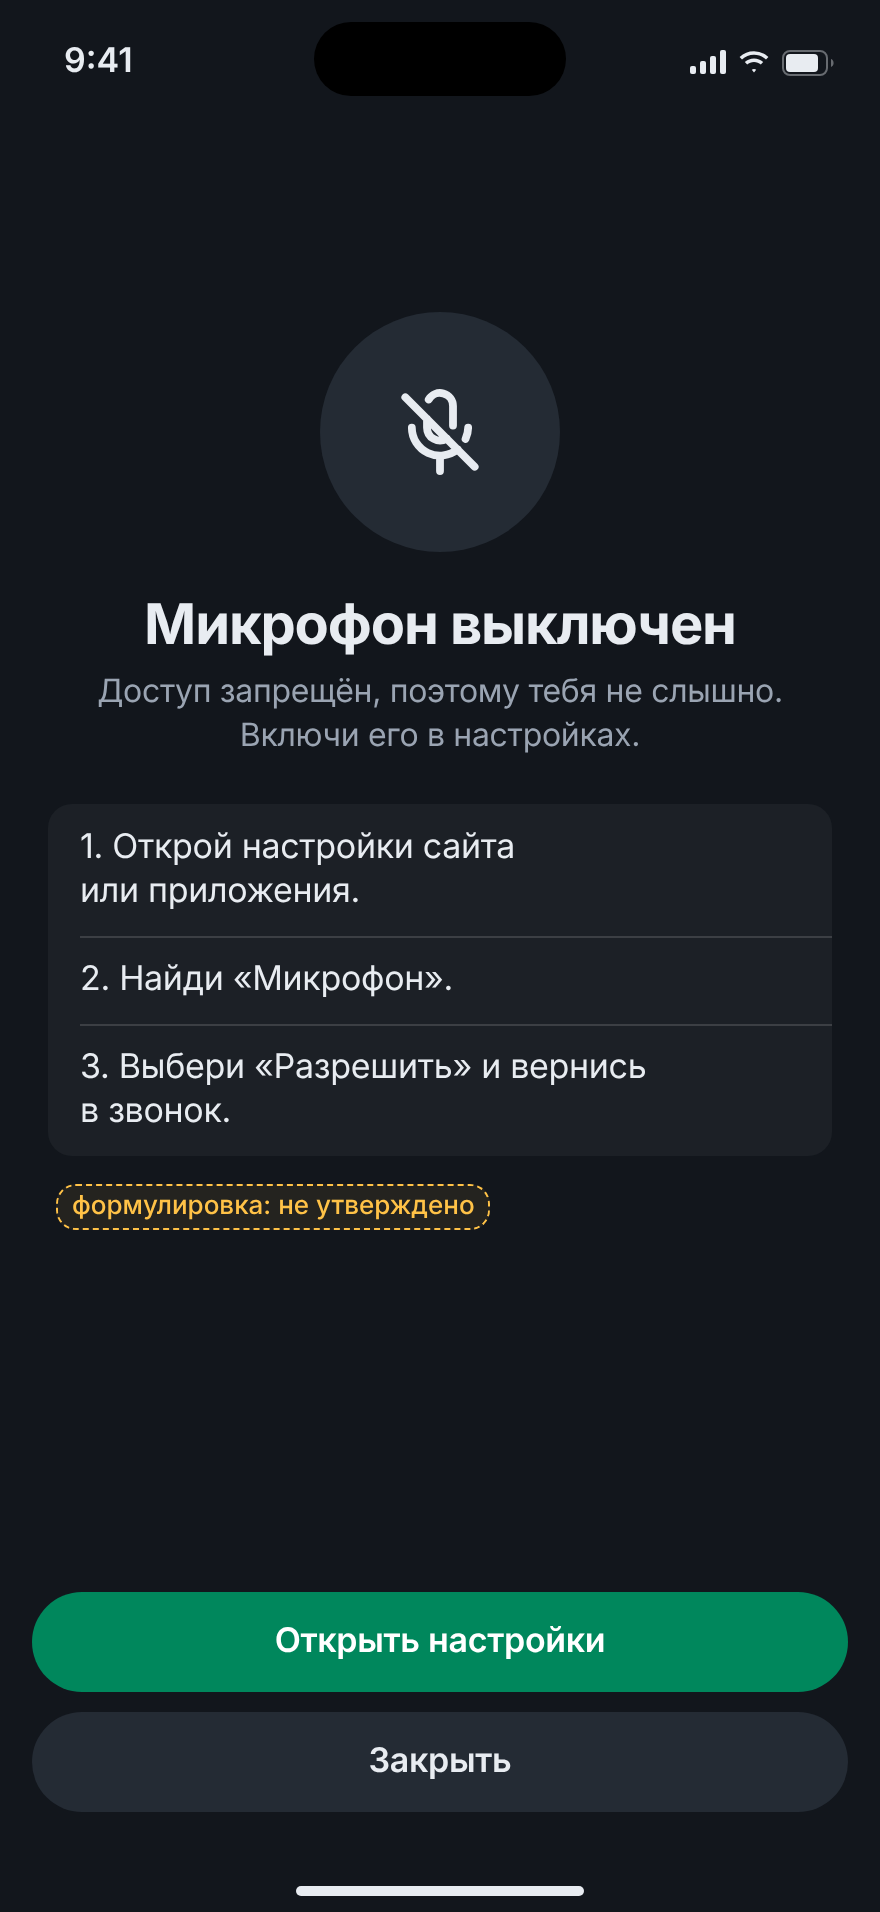 9:41
Микрофон выключен
Доступ запрещён, поэтому тебя не слышно.
Включи его в настройках.
1. Открой настройки сайта
или приложения.
2. Найди «Микрофон».
3. Выбери «Разрешить» и вернись
в звонок.
формулировка: не утверждено
Открыть настройки
Закрыть